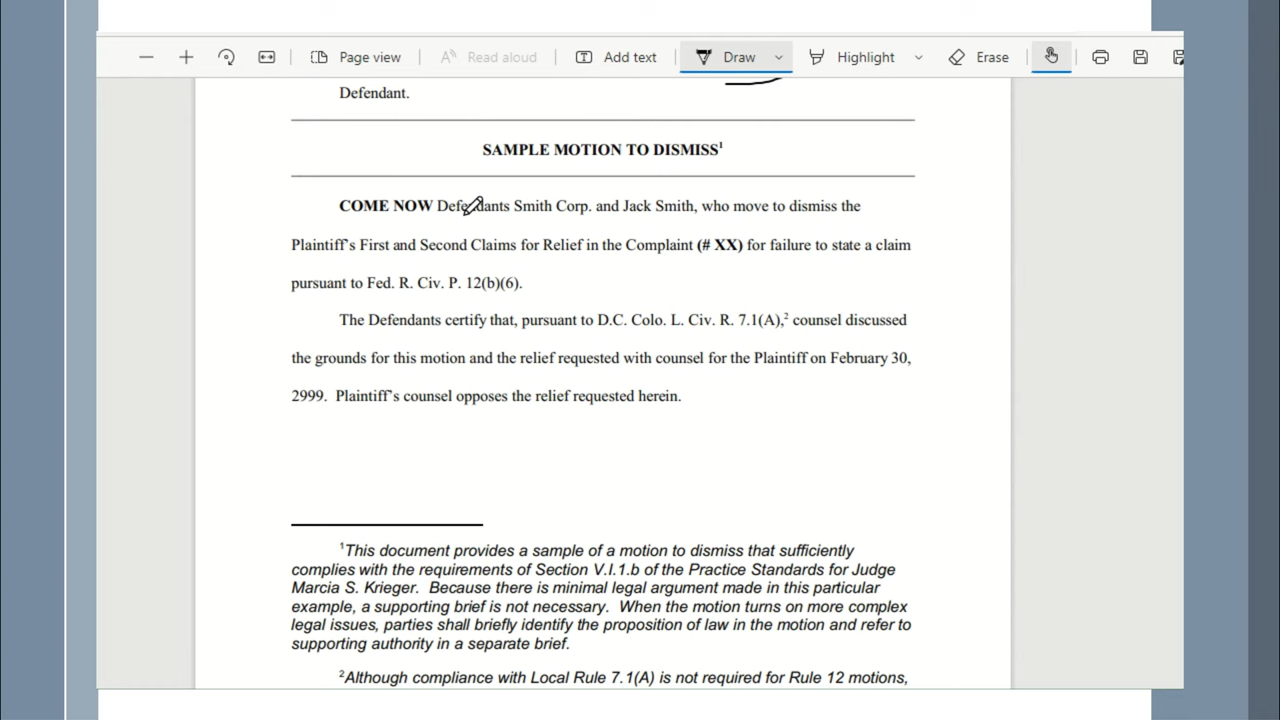 Page view Read aloud Add text Draw Highlight Erase
Defendant.
SAMPLE MOTION TO DISMISS¹
COME NOW Defendants Smith Corp. and Jack Smith, who move to dismiss the
Plaintiff's First and Second Claims for Relief in the Complaint (# XX) for failure to state a claim
pursuant to Fed. R. Civ. P. 12(b)(6).
The Defendants certify that, pursuant to D.C. Colo. L. Civ. R. 7.1(A),² counsel discussed
the grounds for this motion and the relief requested with counsel for the Plaintiff on February 30,
2999. Plaintiff's counsel opposes the relief requested herein.
¹This document provides a sample of a motion to dismiss that sufficiently
complies with the requirements of Section V.I.1.b of the Practice Standards for Judge
Marcia S. Krieger. Because there is minimal legal argument made in this particular
example, a supporting brief is not necessary. When the motion turns on more complex
legal issues, parties shall briefly identify the proposition of law in the motion and refer to
supporting authority in a separate brief.
²Although compliance with Local Rule 7.1(A) is not required for Rule 12 motions,